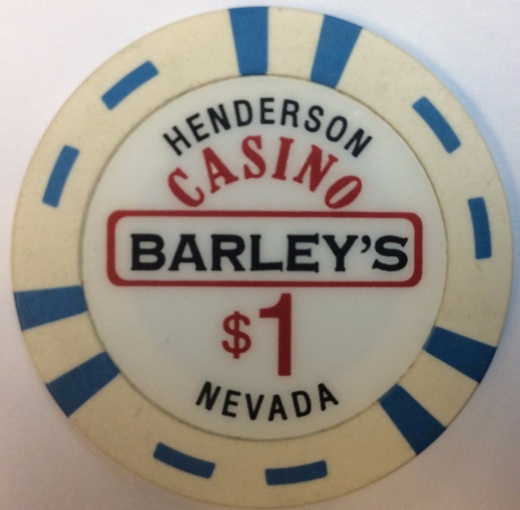 HENDERSON
CASINO
BARLEY'S
$1
NEVADA